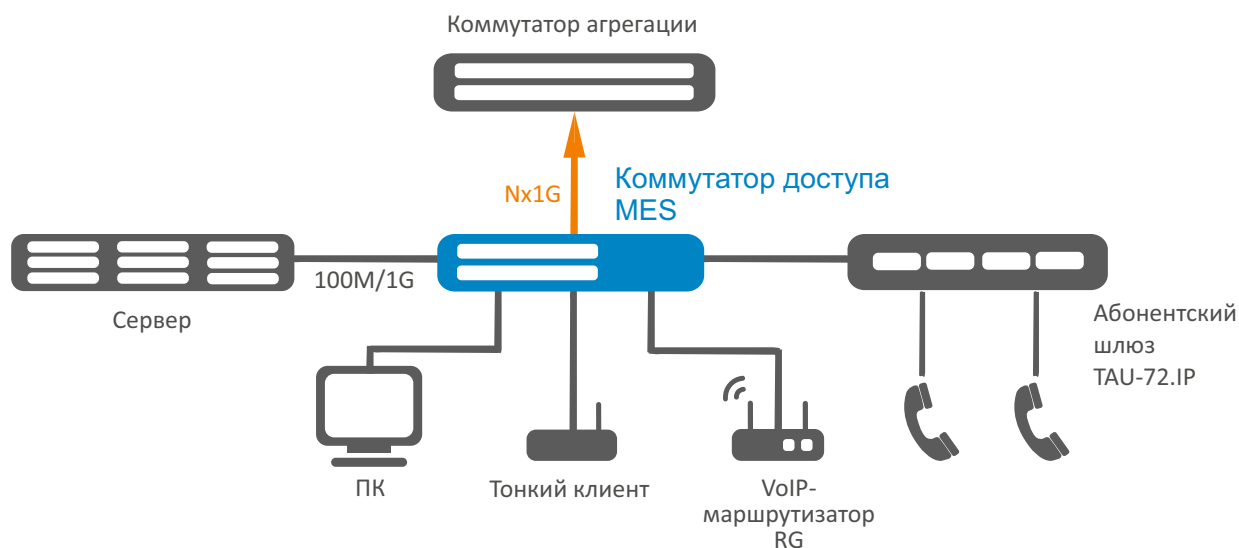 Коммутатор агрегации
Nx1G
Коммутатор доступа
MES
100M/1G
Сервер
Абонентский
шлюз
TAU-72.IP
ПК
Тонкий клиент
VoIP-
маршрутизатор
RG